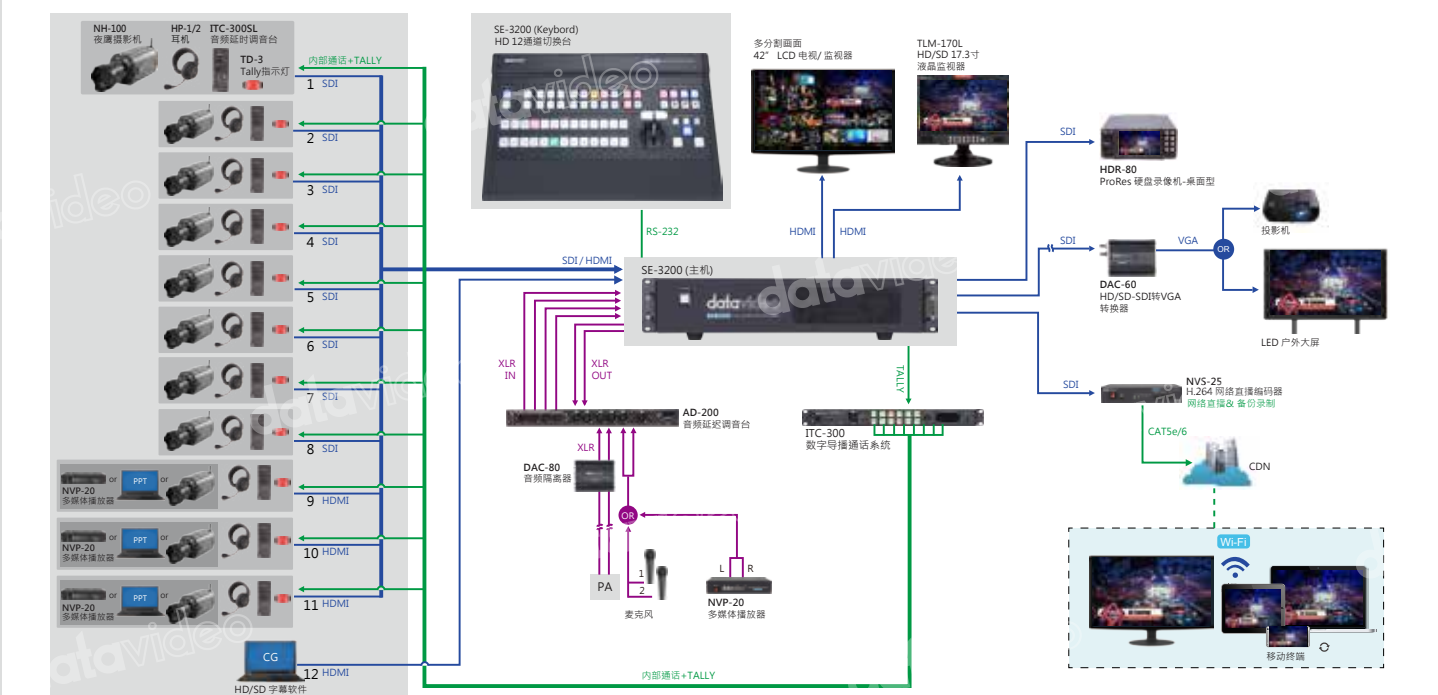 NH-100
夜鹰摄影机
HP-1/2
耳机
ITC-300SL
音频延时调音台
TD-3
Tally指示灯
内部通话+TALLY
1 SDI
2 SDI
3 SDI
4 SDI
5 SDI
6 SDI
7 SDI
8 SDI
or PPT or
NVP-20
多媒体播放器
9 HDMI
or PPT or
NVP-20
多媒体播放器
10 HDMI
or PPT or
NVP-20
多媒体播放器
11 HDMI
CG
12 HDMI
HD/SD 字幕软件
SE-3200 (Keybord)
HD 12通道切换台
RS-232
多分割画面
42" LCD 电视/ 监视器
TLM-170L
HD/SD 17.3寸
液晶监视器
HDMI HDMI
SDI / HDMI
SE-3200 (主机)
datavideo
XLR
IN
XLR
OUT
TALLY
AD-200
音频延迟调音台
ITC-300
数字导播通话系统
XLR
DAC-80
音频隔离器
OR
PA
1
2
麦克风
L R
NVP-20
多媒体播放器
内部通话+TALLY
SDI
HDR-80
ProRes 硬盘录像机-桌面型
SDI
DAC-60
HD/SD-SDI转VGA
转换器
VGA
OR
投影机
LED 户外大屏
SDI
NVS-25
H.264 网络直播编码器
网络直播& 备份录制
CAT5e/6
CDN
Wi-Fi
移动终端
datavideo
datavideo
datavideo